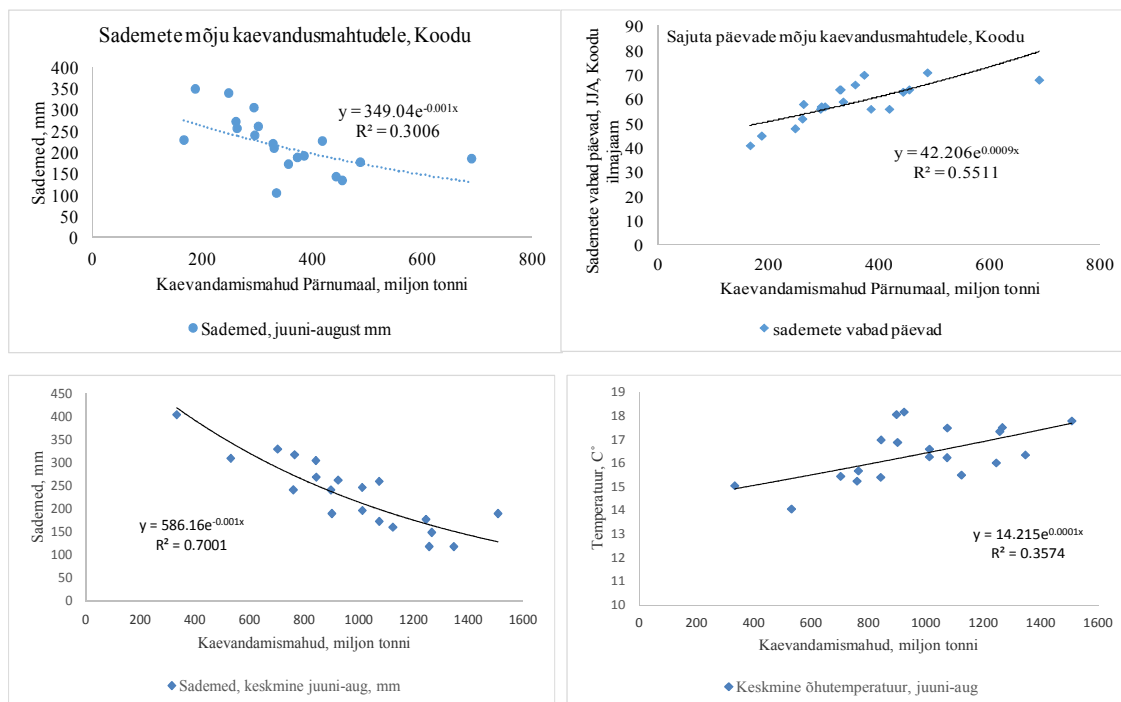 Sademete mõju kaevandusmahtudele, Koodu
400
350
300
250
200
150
100
50
0
Sademed, mm
y = 349.04e^-0.001x
R² = 0.3006
0 200 400 600 800
Kaevandamismahud Pärnumaal, miljon tonni
Sademed, juuni-august mm
Sajuta päevade mõju kaevandusmahtudele, Koodu
90
80
70
60
50
40
30
20
10
0
Sademete vabad päevad, JJA, Koodu
ilmajaam
y = 42.206e^0.0009x
R² = 0.5511
0 200 400 600 800
Kaevandamismahud Pärnumaal, miljon tonni
sademete vabad päevad
450
400
350
300
250
200
150
100
50
0
Sademed, mm
y = 586.16e^-0.001x
R² = 0.7001
0 200 400 600 800 1000 1200 1400 1600
Kaevandamismahud, miljon tonni
Sademed, keskmine juuni-aug, mm
19
18
17
16
15
14
13
12
11
10
Temperatuur, C˚
y = 14.215e^0.0001x
R² = 0.3574
0 200 400 600 800 1000 1200 1400 1600
Kaevandamismahud, miljon tonni
Keskmine õhutemperatuur, juuni-aug